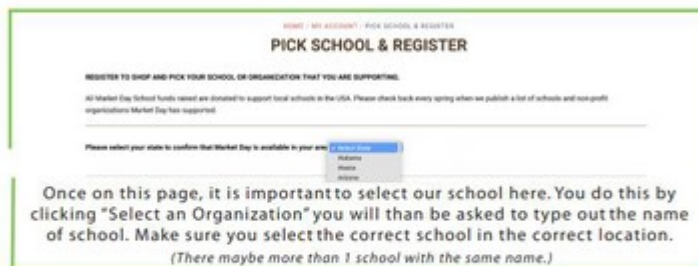 HOME / MY ACCOUNT / PICK SCHOOL & REGISTER
PICK SCHOOL & REGISTER
REGISTER TO SHOP AND PICK YOUR SCHOOL OR ORGANIZATION THAT YOU ARE SUPPORTING.
All Market Day School funds raised are donated to support local schools in the USA. Please check back every spring when we publish a list of schools and non-profit
organizations Market Day has supported.
Please select your state to confirm that Market Day is available in your area ✓ Select State
Alabama
Alaska
Arizona
Once on this page, it is important to select our school here. You do this by
clicking "Select an Organization" you will than be asked to type out the name
of school. Make sure you select the correct school in the correct location.
(There maybe more than 1 school with the same name.)